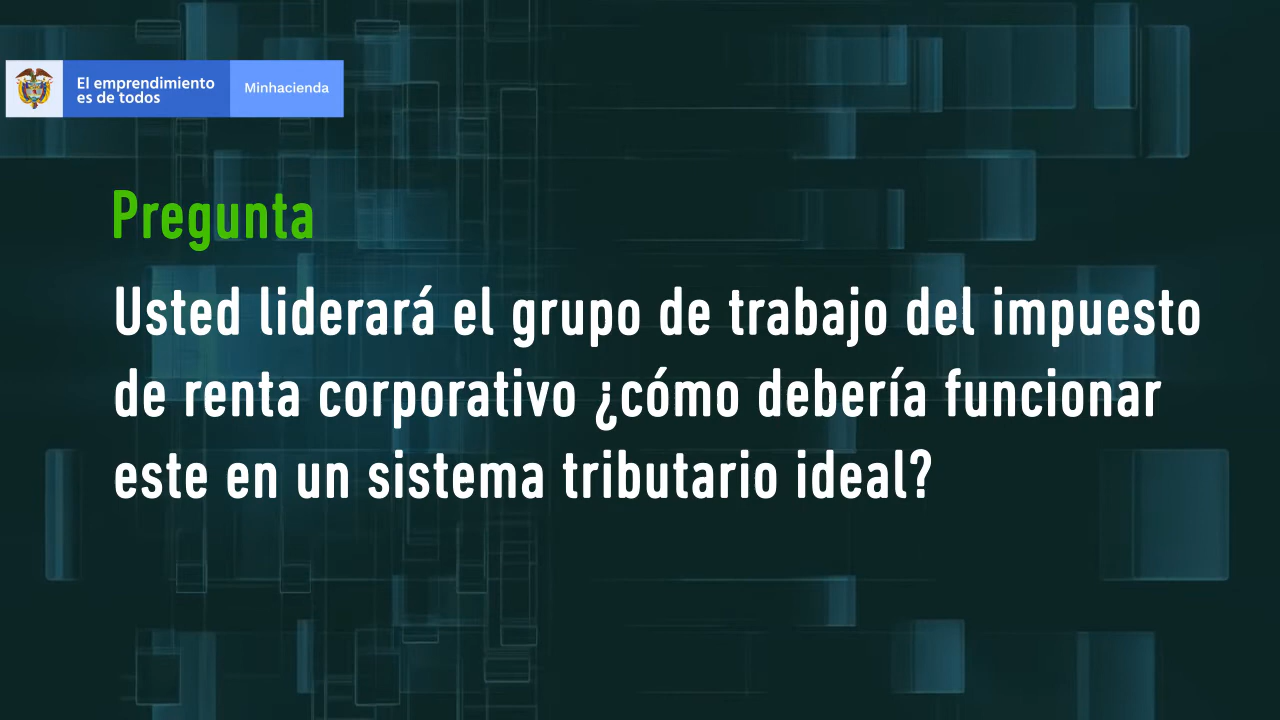 El emprendimiento
es de todos
Minhacienda
Pregunta
Usted liderará el grupo de trabajo del impuesto
de renta corporativo ¿cómo debería funcionar
este en un sistema tributario ideal?